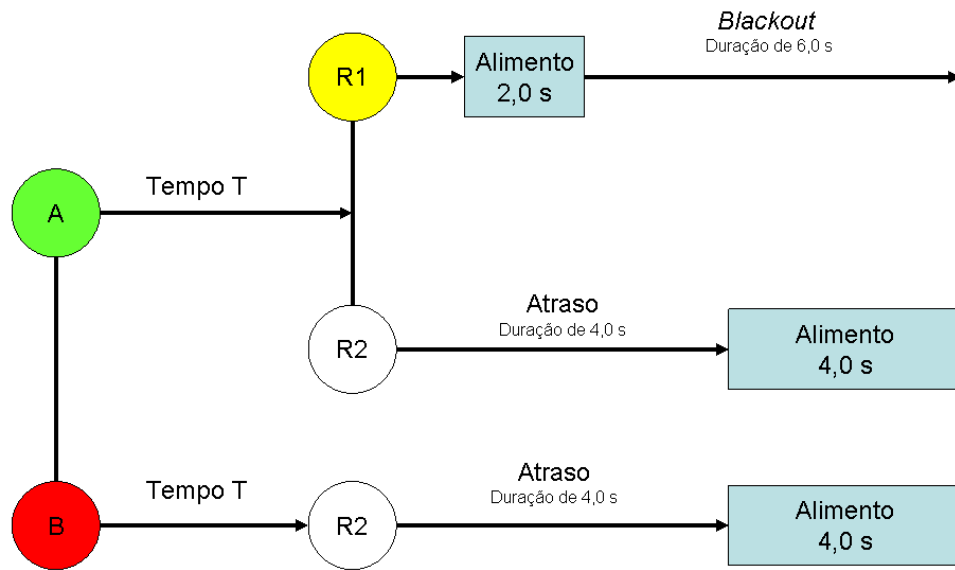 Blackout
Duração de 6,0 s
R1
Alimento
2,0 s
Tempo T
A
Atraso
Duração de 4,0 s
R2
Alimento
4,0 s
Tempo T
Atraso
Duração de 4,0 s
B
R2
Alimento
4,0 s